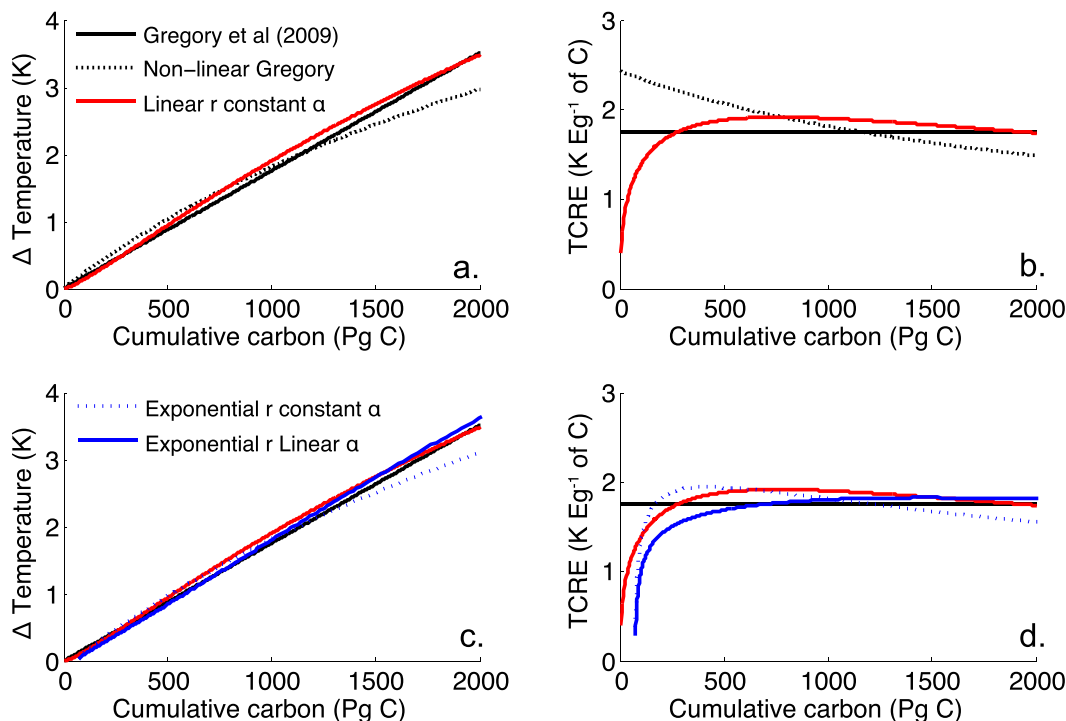 4
3
2
1
0
Δ Temperature (K)
Gregory et al (2009)
Non−linear Gregory
Linear r constant α
a.
0 500 1000 1500 2000
Cumulative carbon (Pg C)
3
2
1
0
TCRE (K Eg⁻¹ of C)
b.
0 500 1000 1500 2000
Cumulative carbon (Pg C)
4
3
2
1
0
Δ Temperature (K)
Exponential r constant α
Exponential r Linear α
c.
0 500 1000 1500 2000
Cumulative carbon (Pg C)
3
2
1
0
TCRE (K Eg⁻¹ of C)
d.
0 500 1000 1500 2000
Cumulative carbon (Pg C)